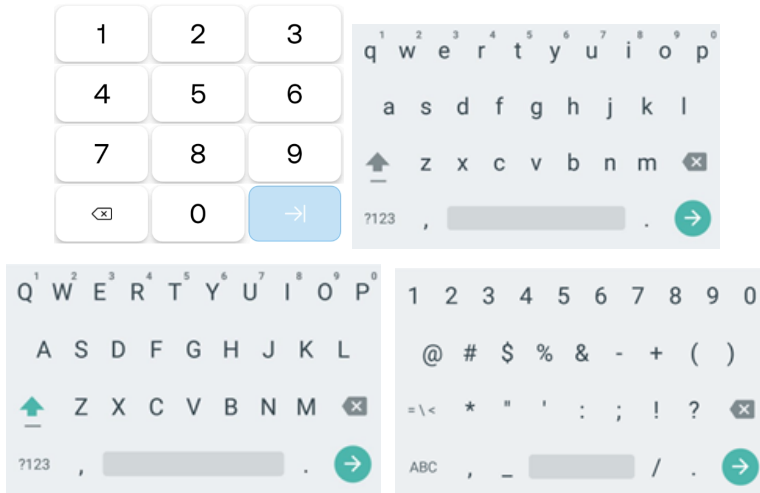 1 2 3
4 5 6
7 8 9
0
1 2 3 4 5 6 7 8 9 0
q w e r t y u i o p
a s d f g h j k l
z x c v b n m
?123 , .
1 2 3 4 5 6 7 8 9 0
Q W E R T Y U I O P
A S D F G H J K L
Z X C V B N M
?123 , .
1 2 3 4 5 6 7 8 9 0
@ # $ % & - + ( )
=\< * " ' : ; ! ?
ABC , _ / .